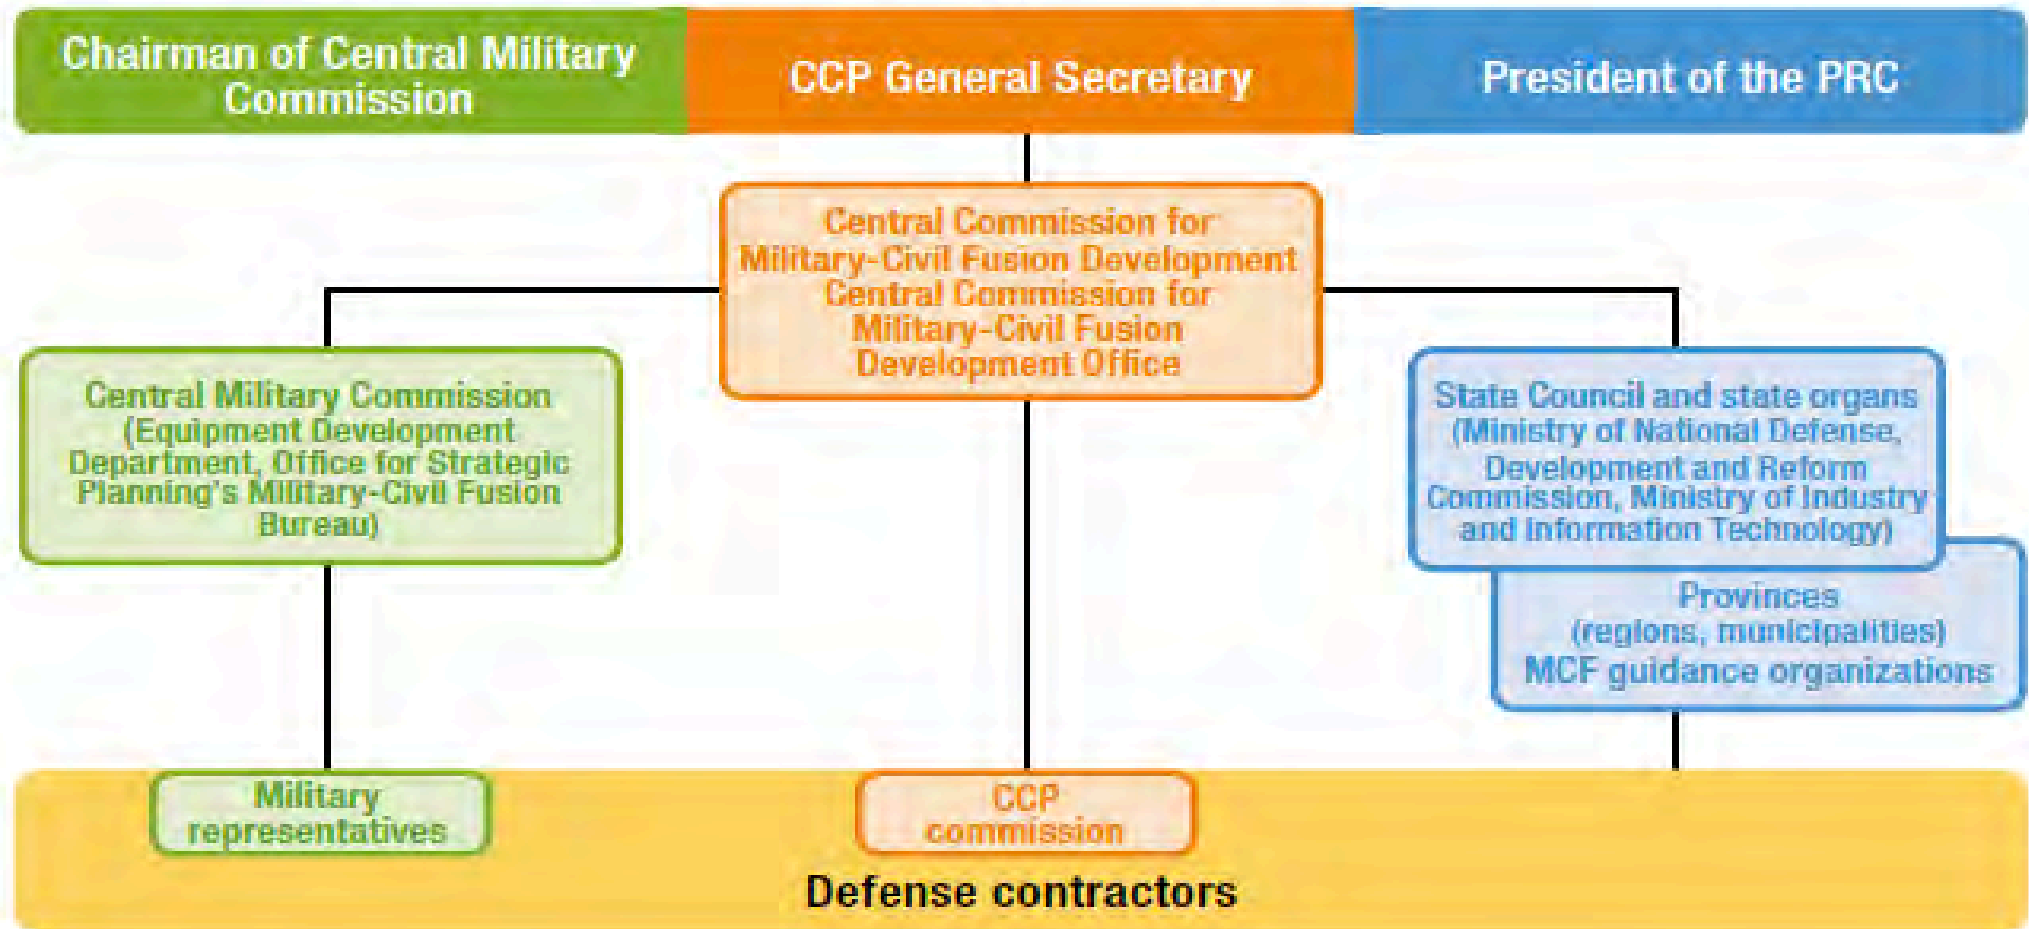 Chairman of Central Military
Commission
CCP General Secretary
President of the PRC
Central Commission for
Military-Civil Fusion Development
Central Commission for
Military-Civil Fusion
Development Office
Central Military Commission
(Equipment Development
Department, Office for Strategic
Planning's Military-Civil Fusion
Bureau)
State Council and state organs
(Ministry of National Defense,
Development and Reform
Commission, Ministry of Industry
and Information Technology)
Provinces
(regions, municipalities)
MCF guidance organizations
Military
representatives
CCP
commission
Defense contractors